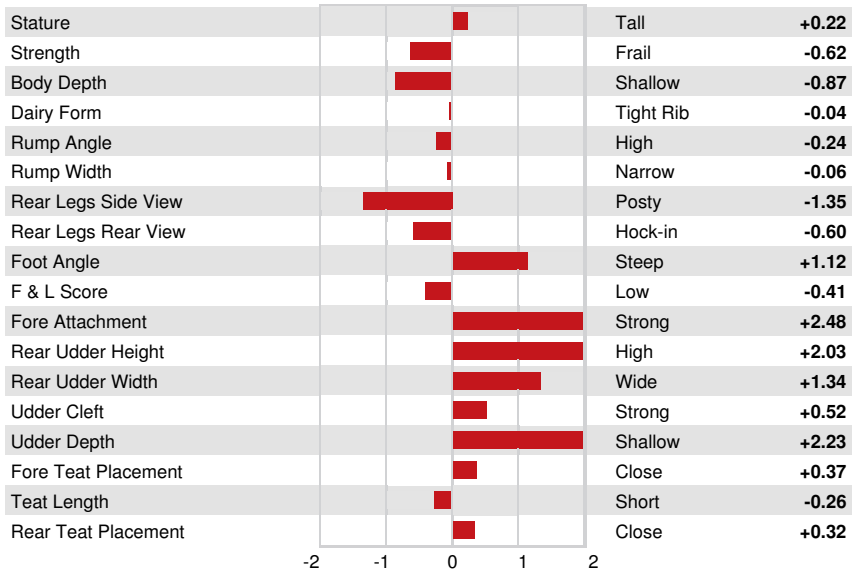 Stature Tall +0.22
Strength Frail -0.62
Body Depth Shallow -0.87
Dairy Form Tight Rib -0.04
Rump Angle High -0.24
Rump Width Narrow -0.06
Rear Legs Side View Posty -1.35
Rear Legs Rear View Hock-in -0.60
Foot Angle Steep +1.12
F & L Score Low -0.41
Fore Attachment Strong +2.48
Rear Udder Height High +2.03
Rear Udder Width Wide +1.34
Udder Cleft Strong +0.52
Udder Depth Shallow +2.23
Fore Teat Placement Close +0.37
Teat Length Short -0.26
Rear Teat Placement Close +0.32
-2 -1 0 1 2